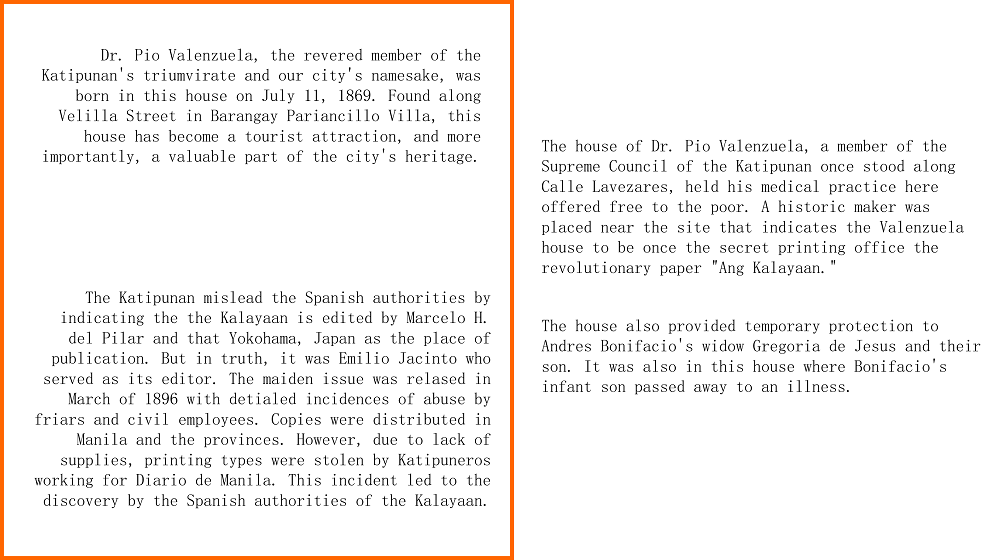 Dr. Pio Valenzuela, the revered member of the
Katipunan's triumvirate and our city's namesake, was
born in this house on July 11, 1869. Found along
Velilla Street in Barangay Pariancillo Villa, this
house has become a tourist attraction, and more
importantly, a valuable part of the city's heritage.
The Katipunan mislead the Spanish authorities by
indicating the the Kalayaan is edited by Marcelo H.
del Pilar and that Yokohama, Japan as the place of
publication. But in truth, it was Emilio Jacinto who
served as its editor. The maiden issue was relased in
March of 1896 with detialed incidences of abuse by
friars and civil employees. Copies were distributed in
Manila and the provinces. However, due to lack of
supplies, printing types were stolen by Katipuneros
working for Diario de Manila. This incident led to the
discovery by the Spanish authorities of the Kalayaan.
The house of Dr. Pio Valenzuela, a member of the
Supreme Council of the Katipunan once stood along
Calle Lavezares, held his medical practice here
offered free to the poor. A historic maker was
placed near the site that indicates the Valenzuela
house to be once the secret printing office the
revolutionary paper "Ang Kalayaan."
The house also provided temporary protection to
Andres Bonifacio's widow Gregoria de Jesus and their
son. It was also in this house where Bonifacio's
infant son passed away to an illness.